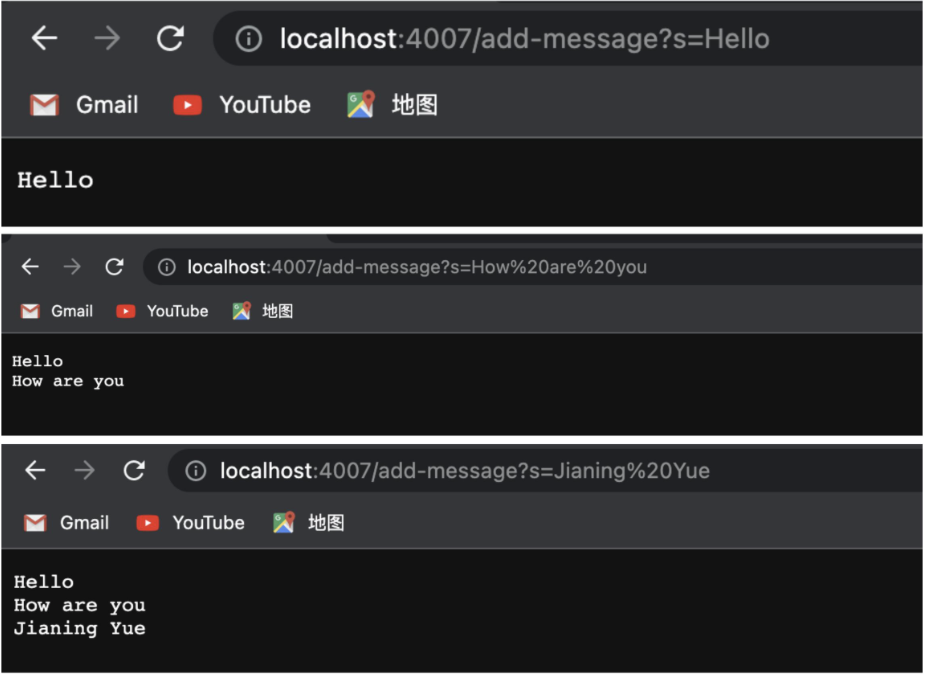 localhost:4007/add-message?s=Hello
Gmail YouTube 地图
Hello
localhost:4007/add-message?s=How%20are%20you
Gmail YouTube 地图
Hello
How are you
localhost:4007/add-message?s=Jianing%20Yue
Gmail YouTube 地图
Hello
How are you
Jianing Yue